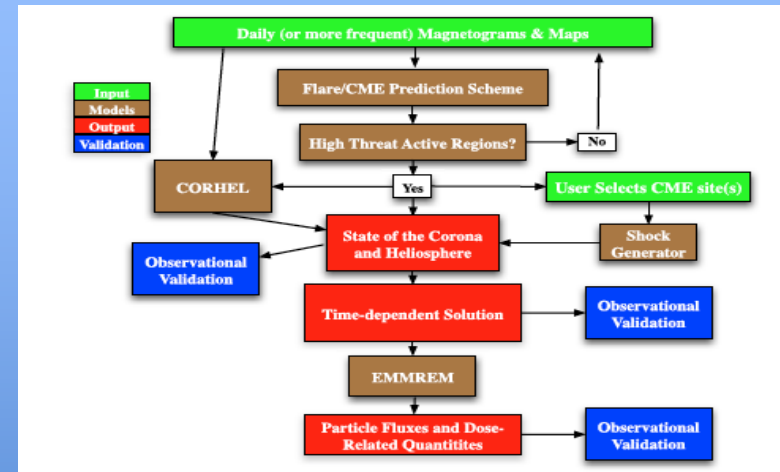 Daily (or more frequent) Magnetograms & Maps
Flare/CME Prediction Scheme
Input
Models
Output
Validation
High Threat Active Regions?
No
CORHEL
Yes
User Selects CME site(s)
State of the Corona
and Heliosphere
Shock
Generator
Observational
Validation
Time-dependent Solution
Observational
Validation
EMMREM
Particle Fluxes and Dose-
Related Quantitites
Observational
Validation